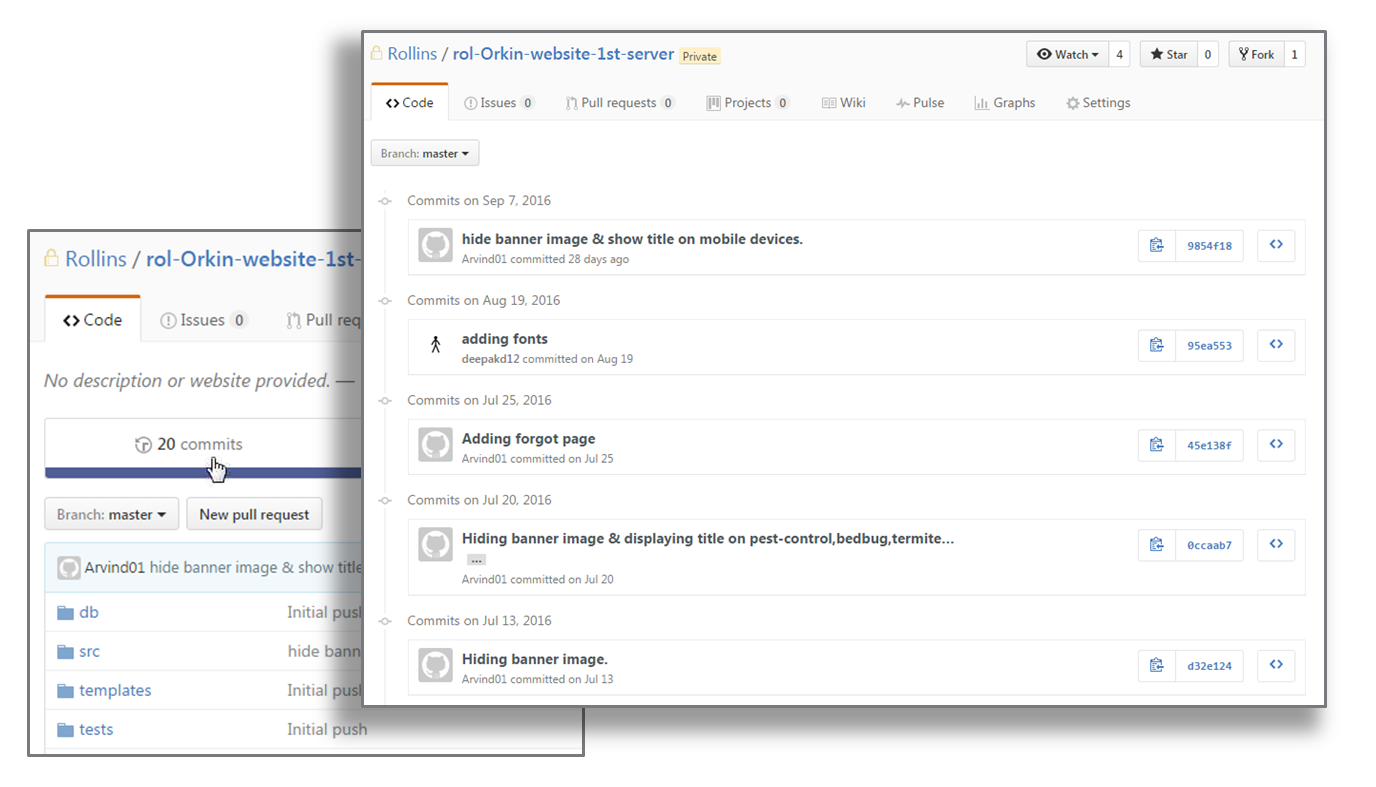 Rollins / rol-Orkin-website-1st-server Private
Watch 4 Star 0 Fork 1
Code Issues 0 Pull requests 0 Projects 0 Wiki Pulse Graphs Settings
Branch: master
Commits on Sep 7, 2016
hide banner image & show title on mobile devices.
Arvind01 committed 28 days ago
9854f18
Commits on Aug 19, 2016
adding fonts
deepakd12 committed on Aug 19
95ea553
Commits on Jul 25, 2016
Adding forgot page
Arvind01 committed on Jul 25
45e138f
Commits on Jul 20, 2016
Hiding banner image & displaying title on pest-control,bedbug,termite...
...
Arvind01 committed on Jul 20
0ccaab7
Commits on Jul 13, 2016
Hiding banner image.
Arvind01 committed on Jul 13
d32e124
Rollins / rol-Orkin-website-1st-
Code Issues 0 Pull req
No description or website provided. —
20 commits
Branch: master New pull request
Arvind01 hide banner image & show title
db Initial push
src hide bann
templates Initial push
tests Initial push